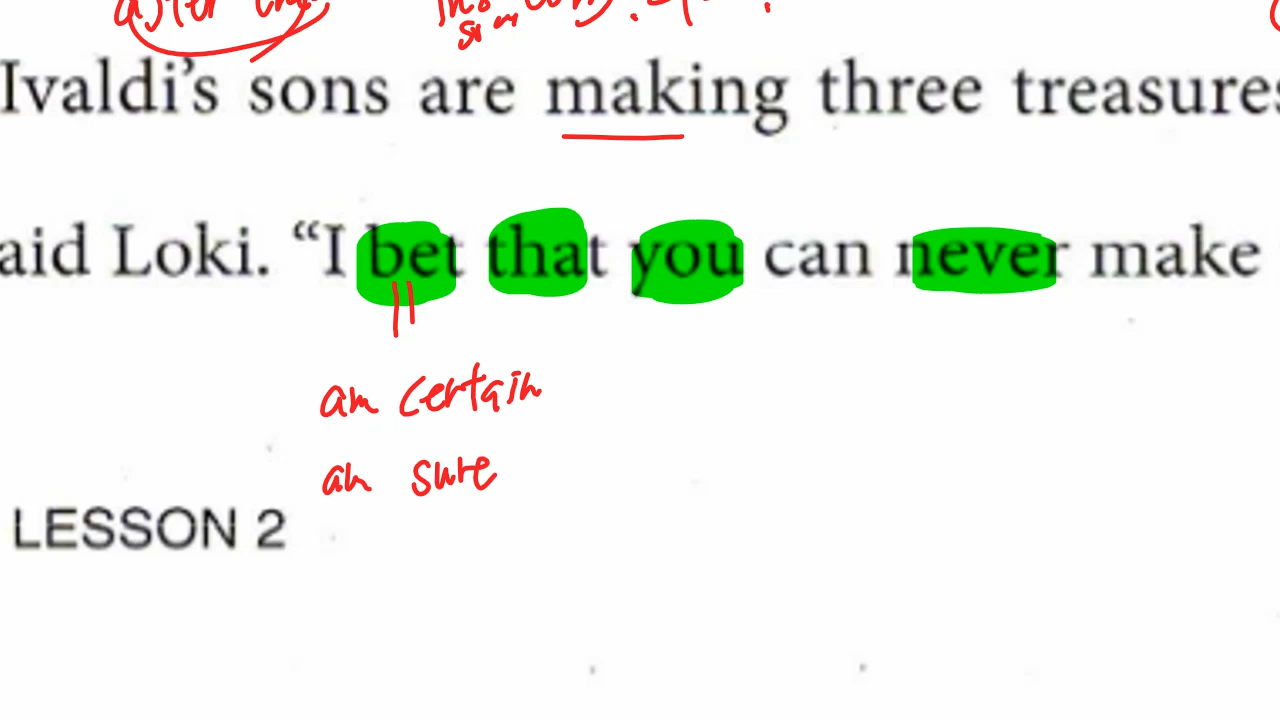 after
Ivaldi's sons are making three treasures
aid Loki. "I bet that you can never make
am certain
am sure
LESSON 2